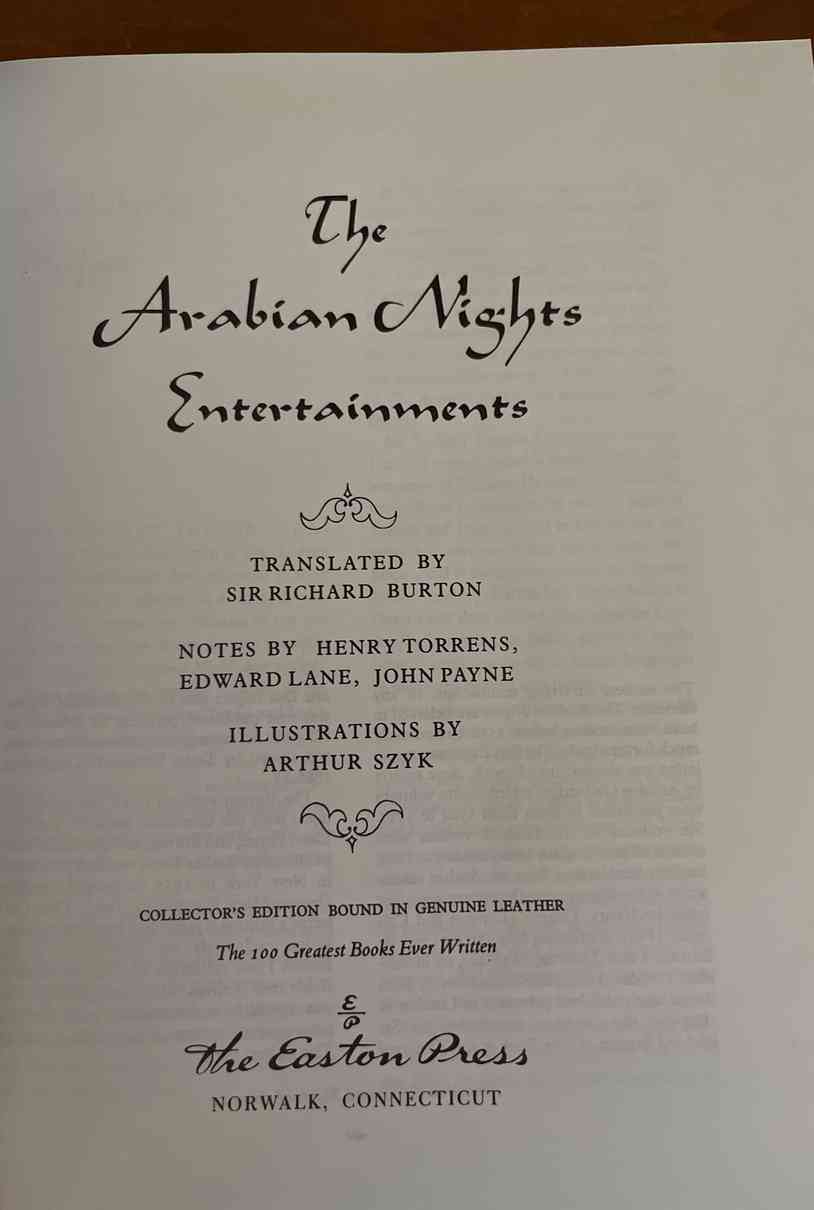 The
Arabian Nights
Entertainments
TRANSLATED BY
SIR RICHARD BURTON
NOTES BY HENRY TORRENS,
EDWARD LANE, JOHN PAYNE
ILLUSTRATIONS BY
ARTHUR SZYK
COLLECTOR'S EDITION BOUND IN GENUINE LEATHER
The 100 Greatest Books Ever Written
E
P
The Easton Press
NORWALK, CONNECTICUT